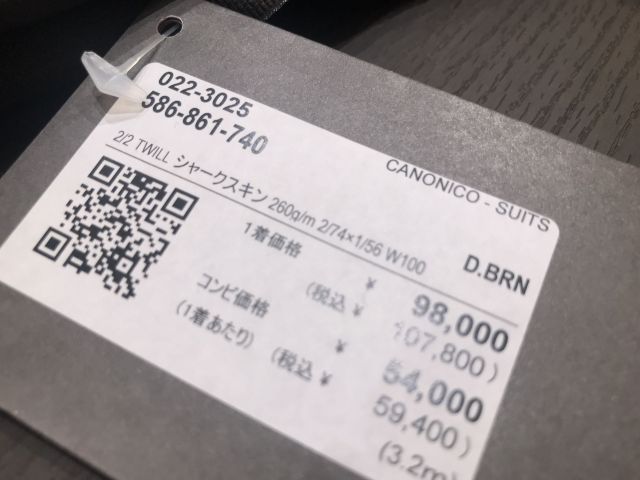 022-3025
586-861-740
CANONICO - SUITS
2/2 TWILL シャークスキン 260g/m 2/74×1/56 W100
D.BRN
1着価格 ¥ 98,000
(税込 ¥ 107,800)
コンビ価格 ¥ 54,000
(1着あたり) (税込 ¥ 59,400)
(3.2m)